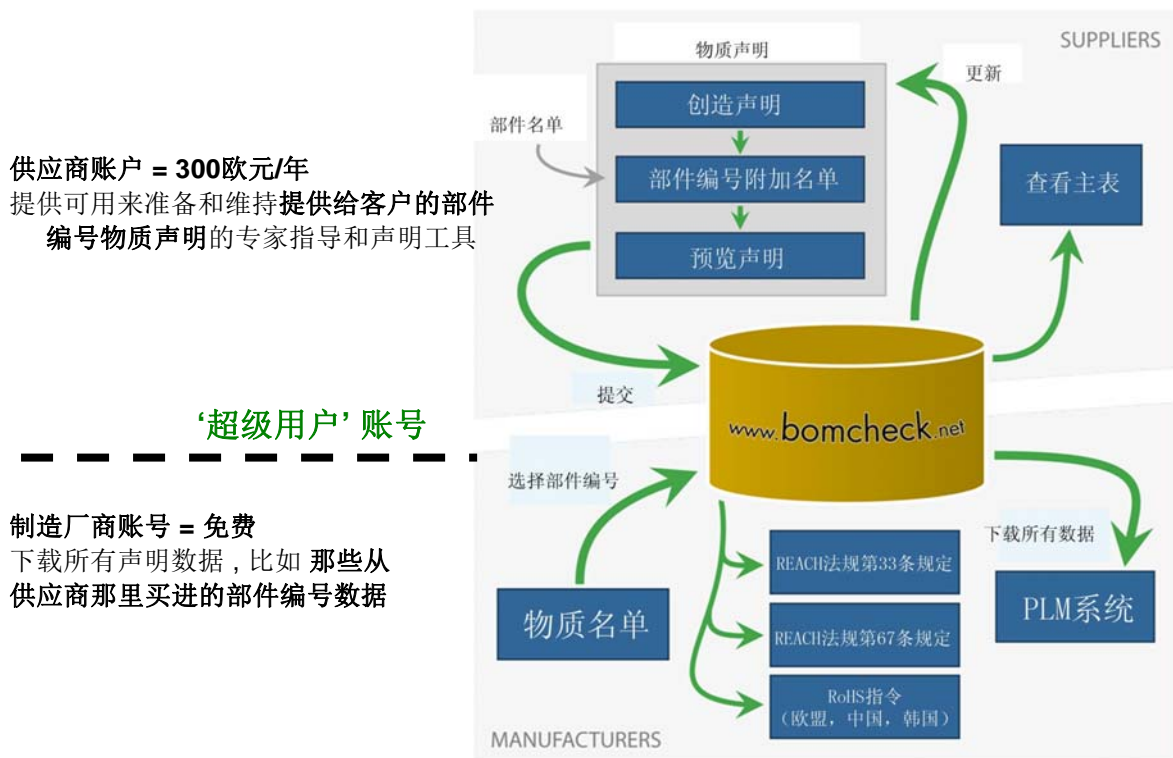 供应商账户 = 300欧元/年
提供可用来准备和维持提供给客户的部件
编号物质声明的专家指导和声明工具
‘超级用户’ 账号
制造厂商账号 = 免费
下载所有声明数据 , 比如 那些从
供应商那里买进的部件编号数据
SUPPLIERS
物质声明
更新
创造声明
部件名单
部件编号附加名单
查看主表
预览声明
提交
www.bomcheck.net
选择部件编号
下载所有数据
REACH法规第33条规定
物质名单
PLM系统
REACH法规第67条规定
RoHS指令
(欧盟, 中国, 韩国)
MANUFACTURERS